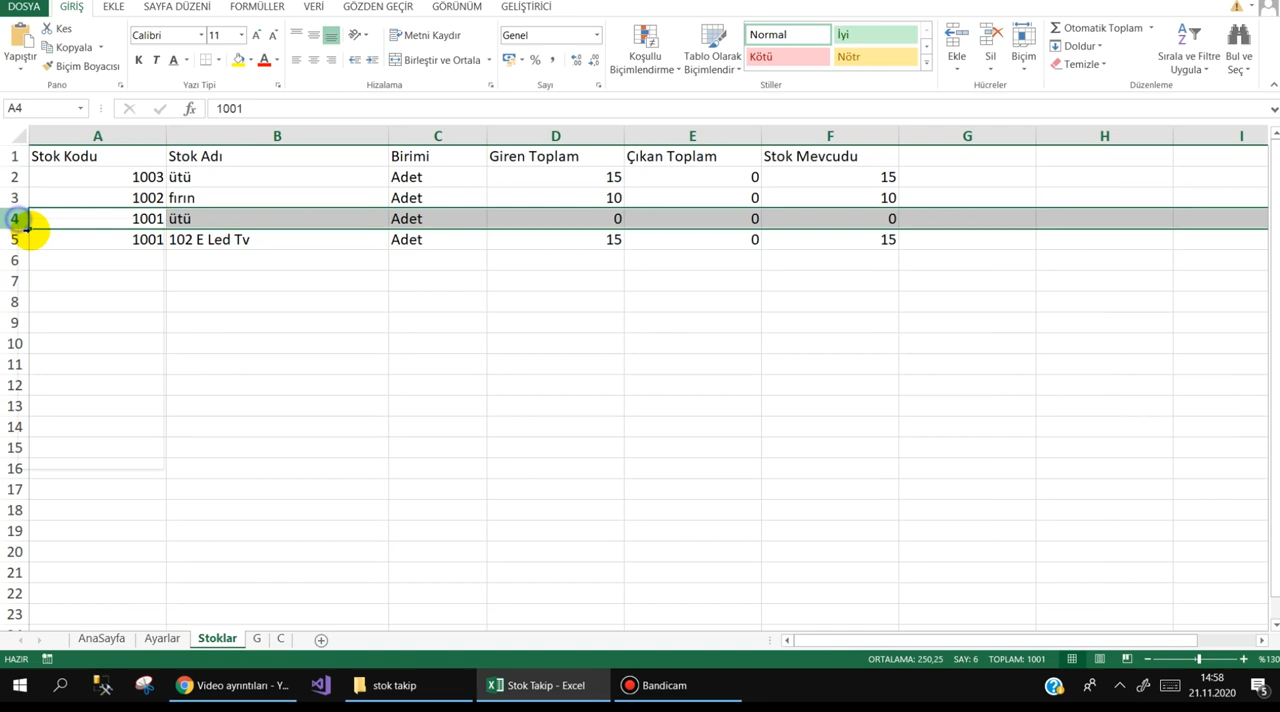 DOSYA GİRİŞ EKLE SAYFA DÜZENİ FORMÜLLER VERİ GÖZDEN GEÇİR GÖRÜNÜM GELİŞTİRİCİ
Yapıştır
Kes
Kopyala
Biçim Boyacısı
Pano
Calibri 11
K T A
Yazı Tipi
Metni Kaydır
Birleştir ve Ortala
Hizalama
Genel
%
Sayı
Koşullu Biçimlendirme
Tablo Olarak Biçimlendir
Normal İyi
Kötü Nötr
Stiller
Ekle Sil Biçim
Hücreler
Otomatik Toplam
Doldur
Temizle
Sırala ve Filtre Uygula
Bul ve Seç
Düzenleme
A4 fx 1001
A B C D E F G H I
1 Stok Kodu Stok Adı Birimi Giren Toplam Çıkan Toplam Stok Mevcudu
2 1003 ütü Adet 15 0 15
3 1002 fırın Adet 10 0 10
4 1001 ütü Adet 0 0 0
5 1001 102 E Led Tv Adet 15 0 15
6
7
8
9
10
11
12
13
14
15
16
17
18
19
20
21
22
23
AnaSayfa Ayarlar Stoklar G C
HAZIR ORTALAMA: 250,25 SAY: 6 TOPLAM: 1001 %130
Video ayrıntıları - Y... stok takip Stok Takip - Excel Bandicam 14:58
21.11.2020
5